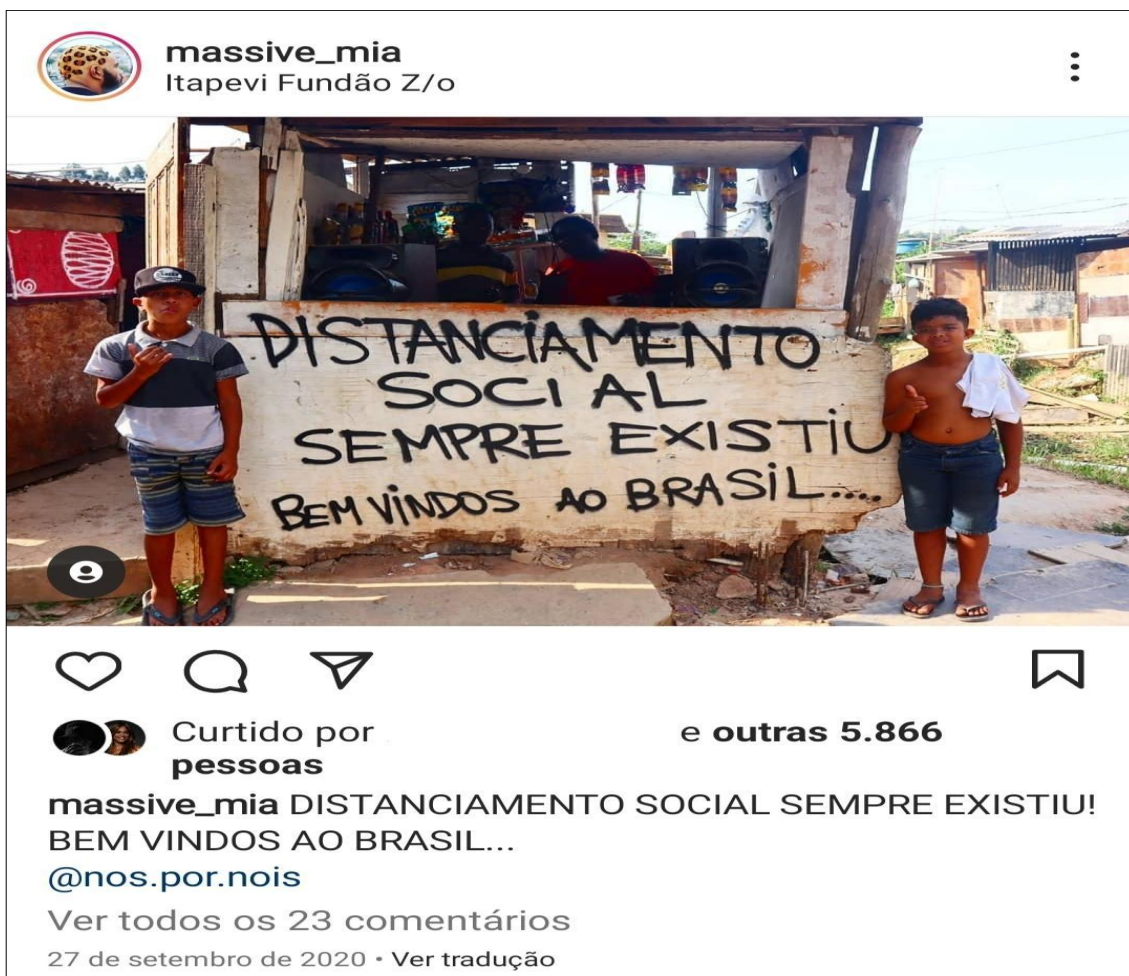 massive_mia
Itapevi Fundão Z/o
DISTANCIAMENTO
SOCIAL
SEMPRE EXISTIU
BEM VINDOS AO BRASIL....
Curtido por e outras 5.866
pessoas
massive_mia DISTANCIAMENTO SOCIAL SEMPRE EXISTIU!
BEM VINDOS AO BRASIL...
@nos.por.nois
Ver todos os 23 comentários
27 de setembro de 2020 • Ver tradução